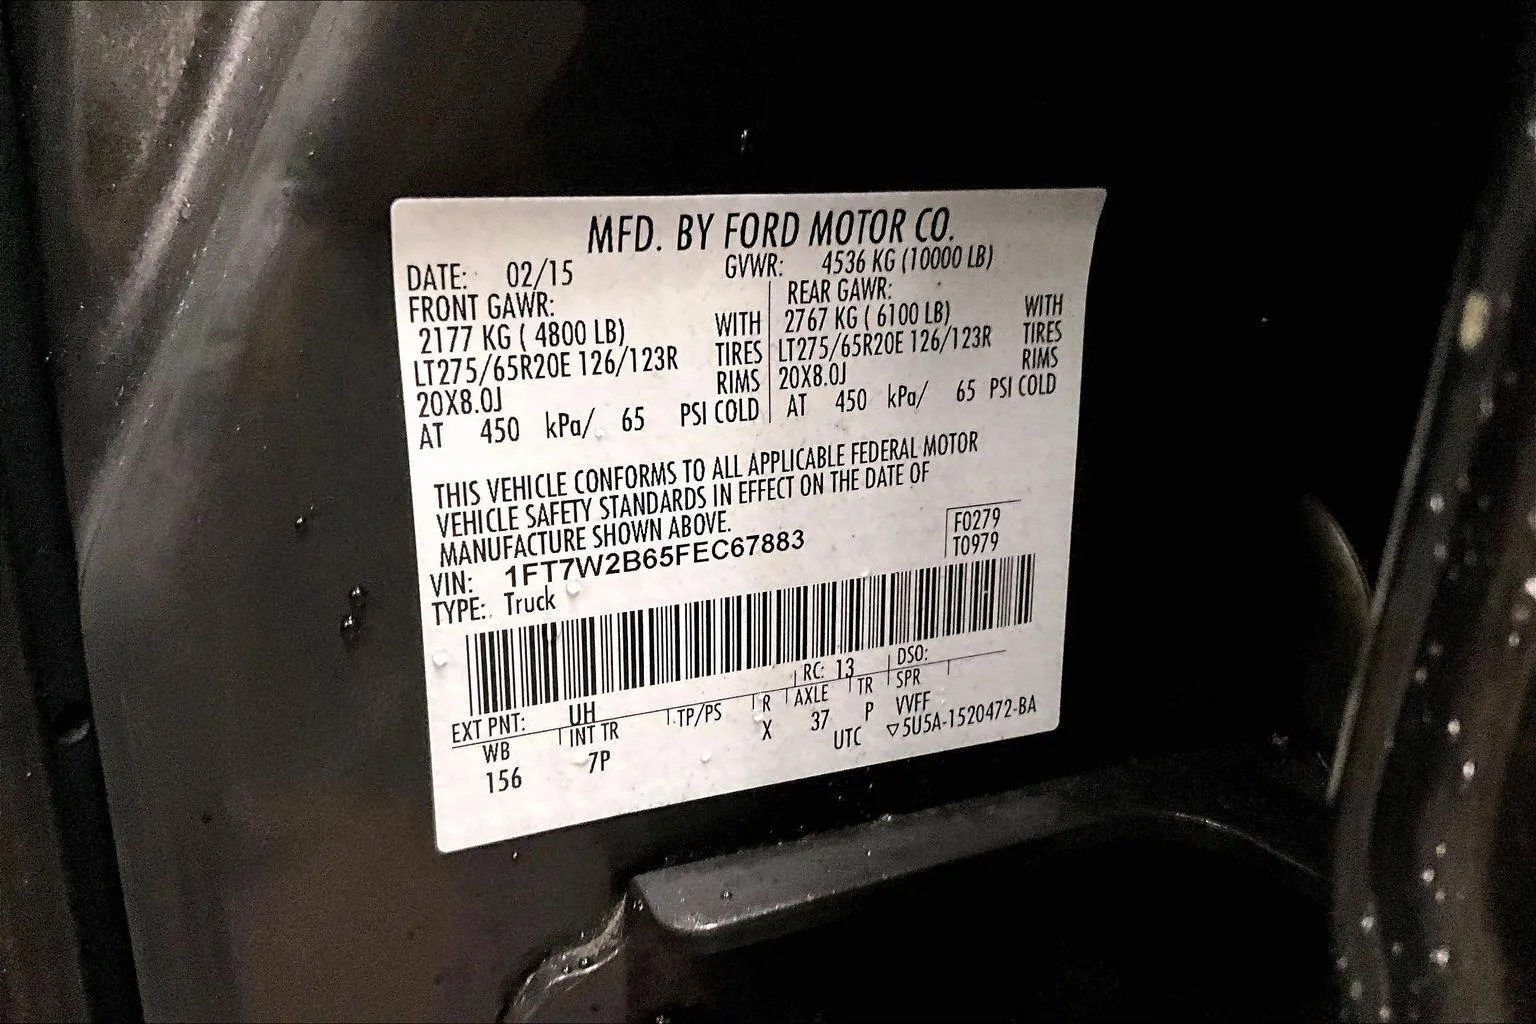 MFD. BY FORD MOTOR CO.
DATE: 02/15 GVWR: 4536 KG (10000 LB)
FRONT GAWR: REAR GAWR:
2177 KG ( 4800 LB) WITH 2767 KG ( 6100 LB) WITH
LT275/65R20E 126/123R TIRES LT275/65R20E 126/123R TIRES
20X8.0J RIMS 20X8.0J RIMS
AT 450 kPa/ 65 PSI COLD AT 450 kPa/ 65 PSI COLD
THIS VEHICLE CONFORMS TO ALL APPLICABLE FEDERAL MOTOR
VEHICLE SAFETY STANDARDS IN EFFECT ON THE DATE OF
MANUFACTURE SHOWN ABOVE.
VIN: 1FT7W2B65FEC67883 F0279
TYPE: Truck T0979
EXT PNT: UH RC: 13 DSO:
WB INT TR TP/PS R AXLE TR SPR
156 7P X 37 P VVFF
UTC ▽5U5A-1520472-BA